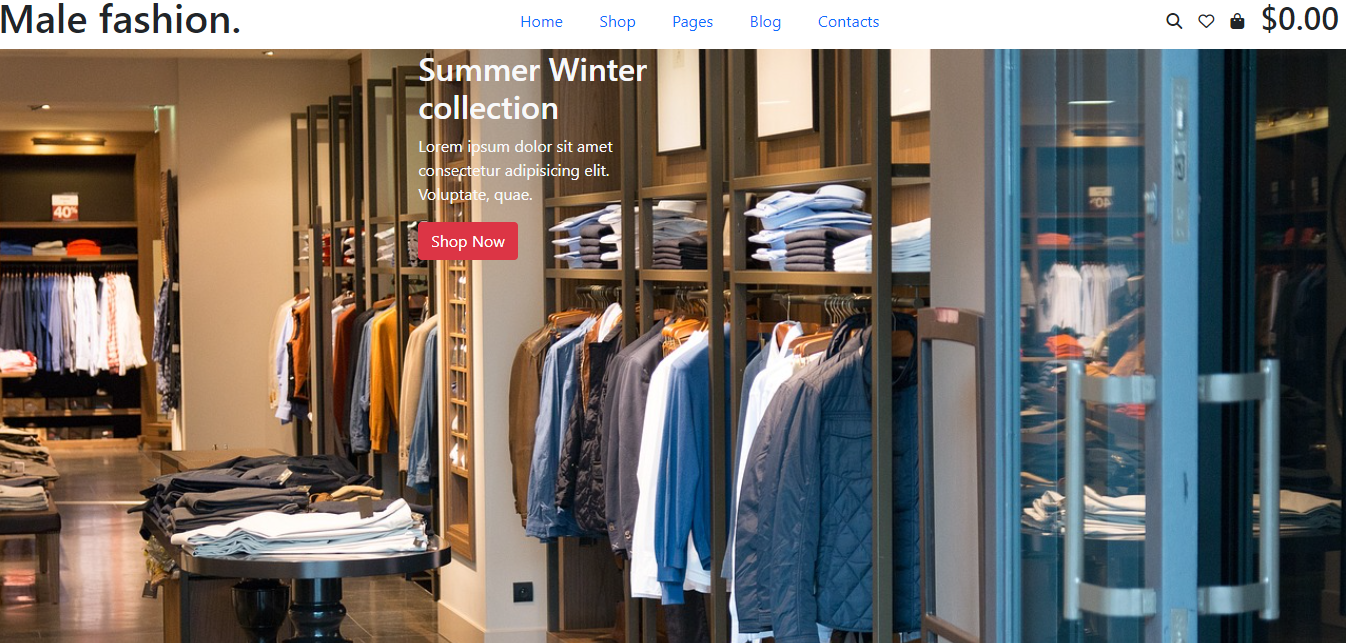 Male fashion.
Home Shop Pages Blog Contacts
$0.00
Summer Winter
collection
Lorem ipsum dolor sit amet
consectetur adipisicing elit.
Voluptate, quae.
Shop Now
40%